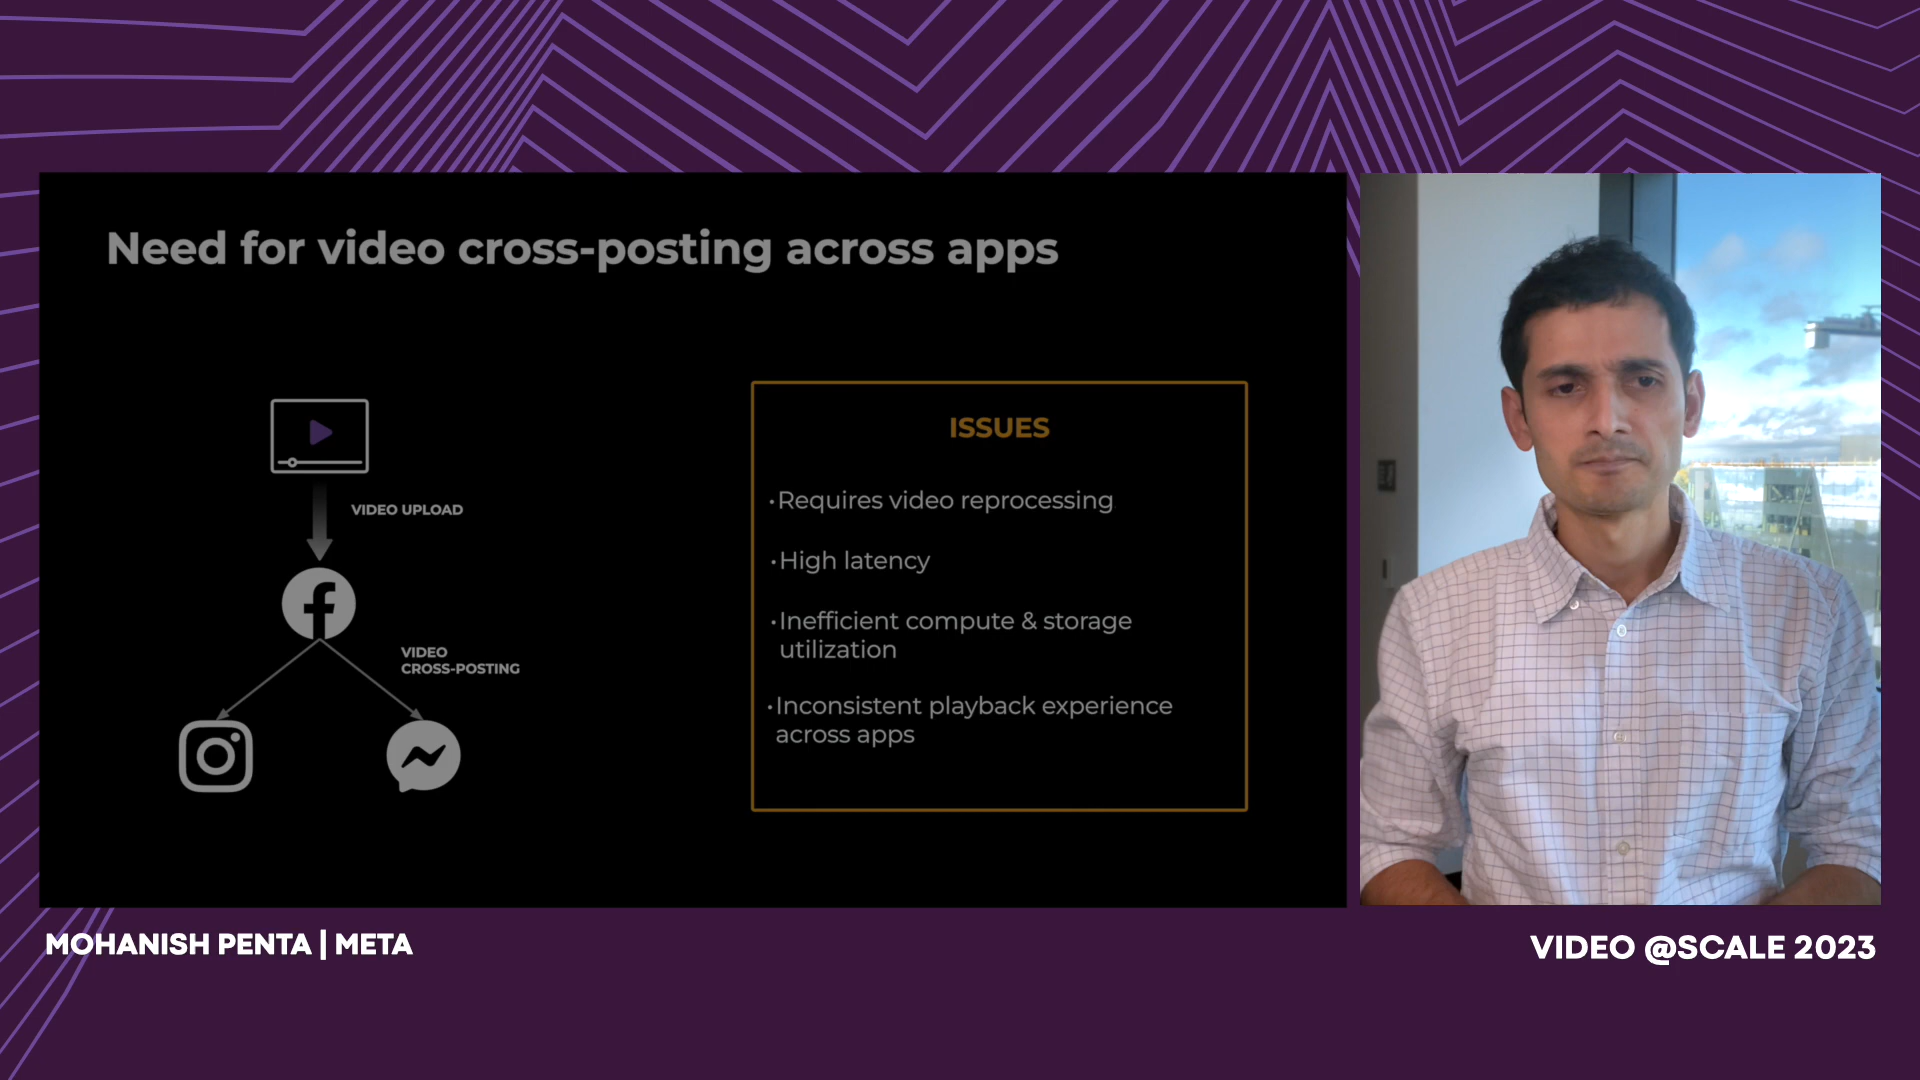 Need for video cross-posting across apps
VIDEO UPLOAD
VIDEO
CROSS-POSTING
ISSUES
•Requires video reprocessing
•High latency
•Inefficient compute & storage
utilization
•Inconsistent playback experience
across apps
MOHANISH PENTA | META
VIDEO @SCALE 2023